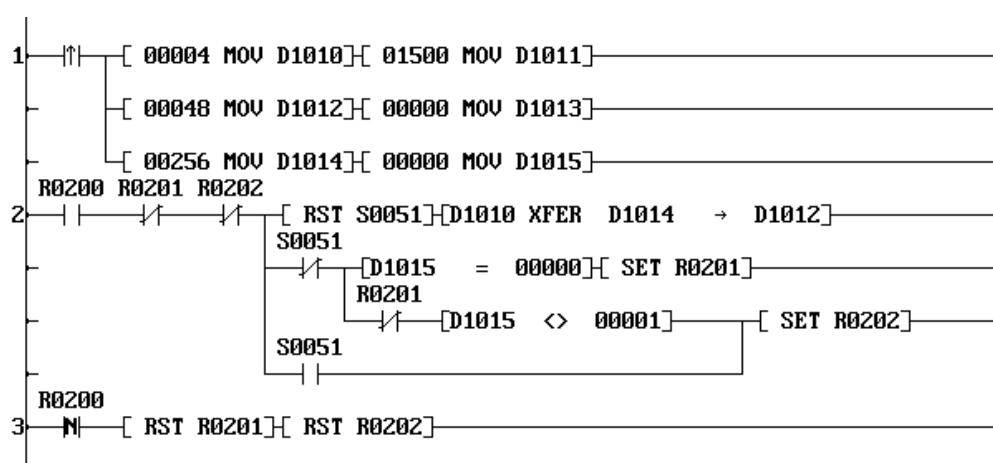 1 ↑ [ 00004 MOV D1010] [ 01500 MOV D1011]
[ 00048 MOV D1012] [ 00000 MOV D1013]
[ 00256 MOV D1014] [ 00000 MOV D1015]
R0200 R0201 R0202
2 [ RST S0051] [D1010 XFER D1014 → D1012]
S0051
[D1015 = 00000] [ SET R0201]
R0201
[D1015 <> 00001] [ SET R0202]
S0051
R0200
3 N [ RST R0201] [ RST R0202]